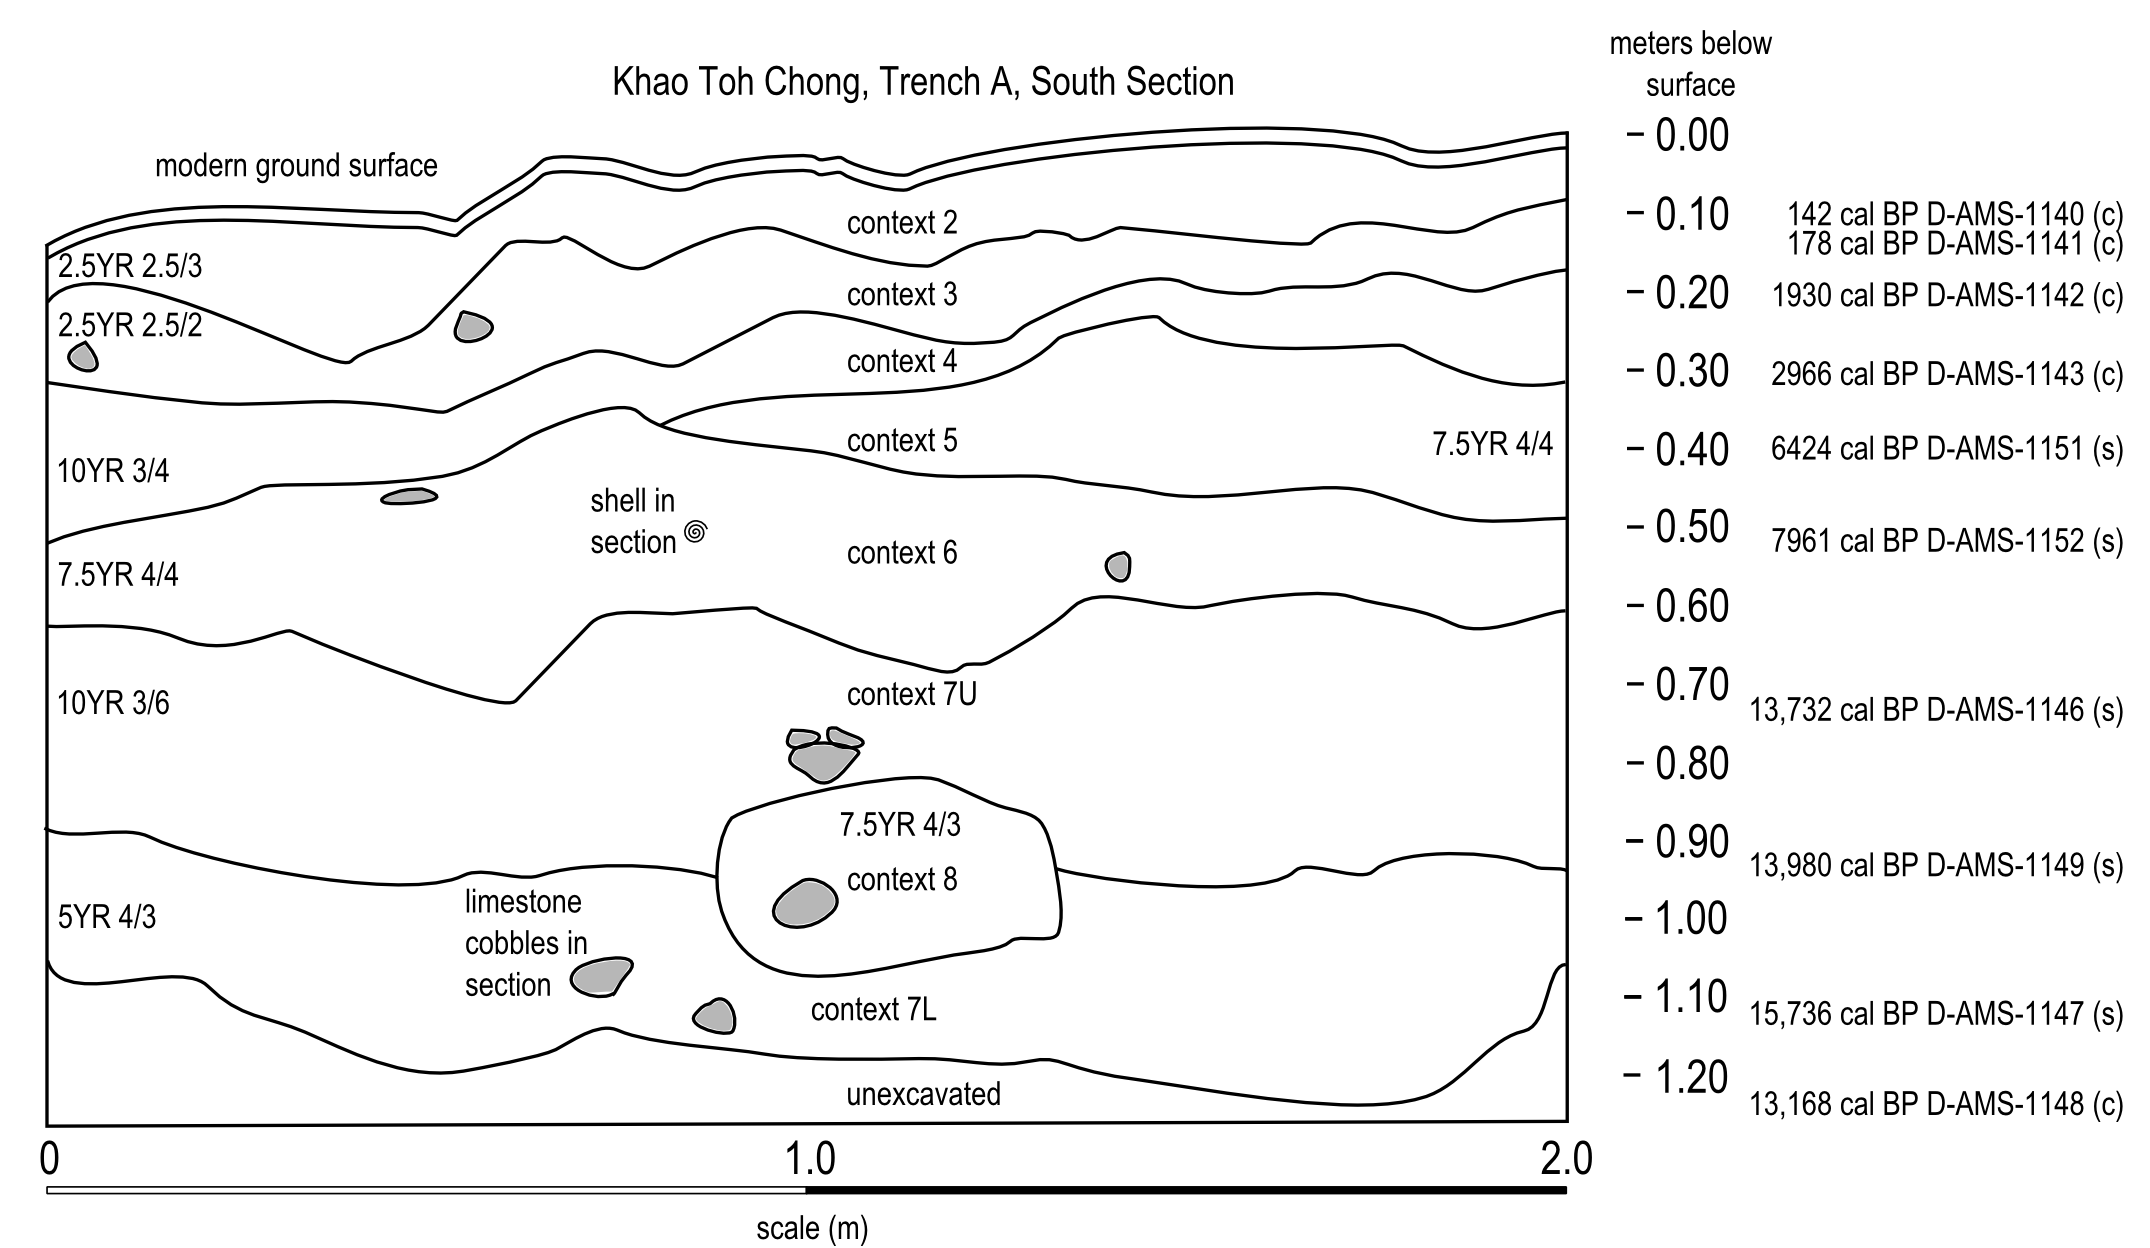 Khao Toh Chong, Trench A, South Section
meters below
surface
modern ground surface
2.5YR 2.5/3
2.5YR 2.5/2
10YR 3/4
7.5YR 4/4
10YR 3/6
5YR 4/3
context 2
context 3
context 4
context 5
7.5YR 4/4
shell in
section
context 6
context 7U
7.5YR 4/3
context 8
limestone
cobbles in
section
context 7L
unexcavated
0.00
0.10
0.20
0.30
0.40
0.50
0.60
0.70
0.80
0.90
1.00
1.10
1.20
142 cal BP D-AMS-1140 (c)
178 cal BP D-AMS-1141 (c)
1930 cal BP D-AMS-1142 (c)
2966 cal BP D-AMS-1143 (c)
6424 cal BP D-AMS-1151 (s)
7961 cal BP D-AMS-1152 (s)
13,732 cal BP D-AMS-1146 (s)
13,980 cal BP D-AMS-1149 (s)
15,736 cal BP D-AMS-1147 (s)
13,168 cal BP D-AMS-1148 (c)
0 1.0 2.0
scale (m)